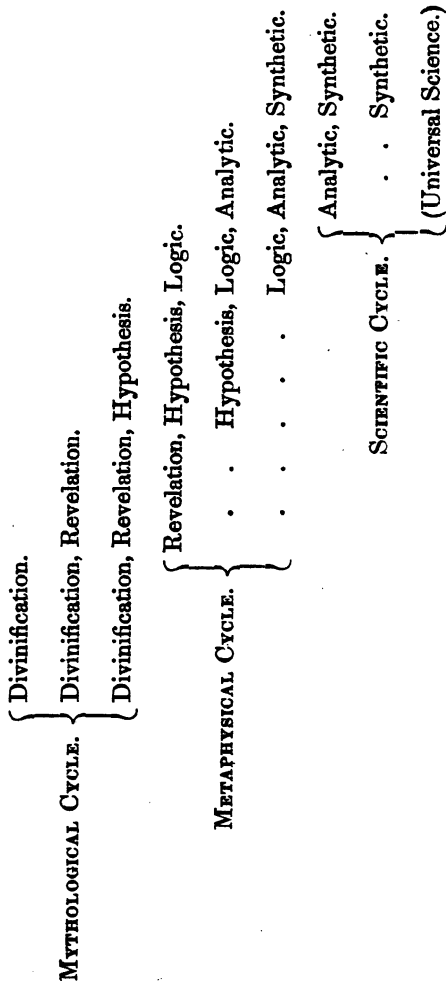 Divinification.
MYTHOLOGICAL CYCLE. Divinification, Revelation.
Divinification, Revelation, Hypothesis.
Revelation, Hypothesis, Logic.
METAPHYSICAL CYCLE. . . Hypothesis, Logic, Analytic.
. . . . . . Logic, Analytic, Synthetic.
Analytic, Synthetic.
SCIENTIFIC CYCLE. . . Synthetic.
(Universal Science.)